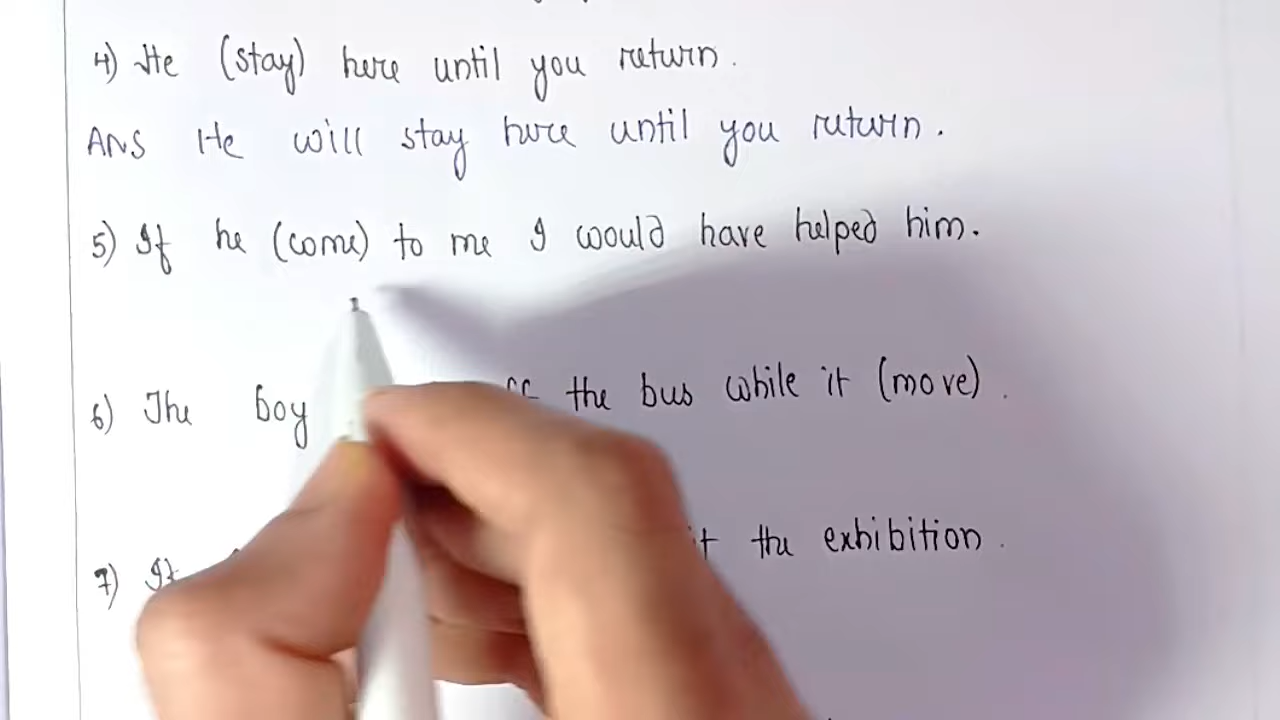 4) He (stay) here until you return.
ANS He will stay here until you return.
5) If he (come) to me I would have helped him.
6) The boy the bus while it (move).
7) If the exhibition.